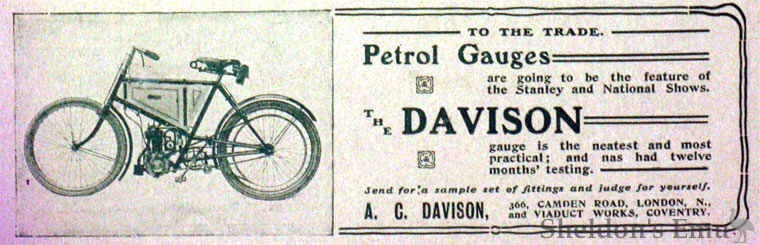 TO THE TRADE.
Petrol Gauges
are going to be the feature of
the Stanley and National Shows.
THE DAVISON
gauge is the neatest and most
practical; and nas had twelve
months' testing.
Send for a sample set of fittings and judge for yourself.
A. C. DAVISON, 366, CAMDEN ROAD, LONDON, N.,
and VIADUCT WORKS, COVENTRY.
Sheldon's Emu